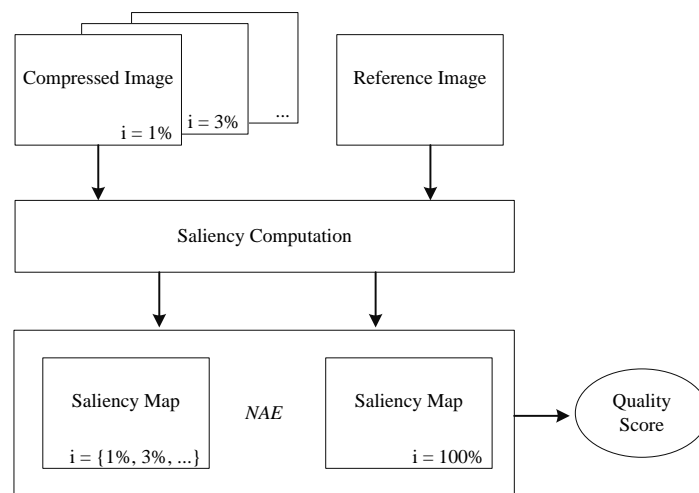 Compressed Image
i = 1%
i = 3%
...
Reference Image
Saliency Computation
Saliency Map
i = {1%, 3%, ...}
NAE
Saliency Map
i = 100%
Quality
Score